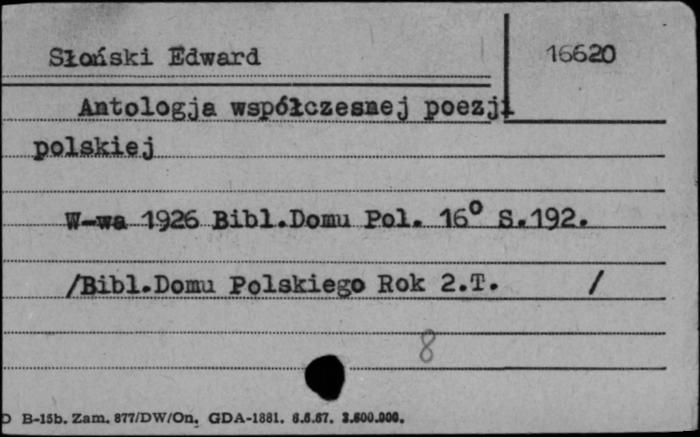 Słoński Edward 16620
Antologja współczesnej poezji
polskiej
W-wa 1926 Bibl.Domu Pol. 16° S.192.
/Bibl.Domu Polskiego Rok 2.T. /
8
D B-15b. Zam. 877/DW/On. GDA-1881. 6.6.67. 3.600.000.